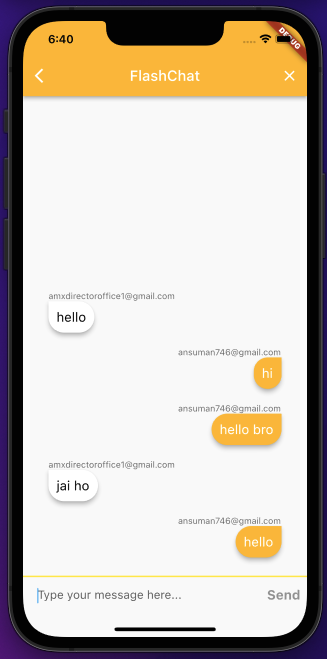 6:40
DEBUG
FlashChat
amxdirectoroffice1@gmail.com
hello
ansuman746@gmail.com
hi
ansuman746@gmail.com
hello bro
amxdirectoroffice1@gmail.com
jai ho
ansuman746@gmail.com
hello
Type your message here...
Send